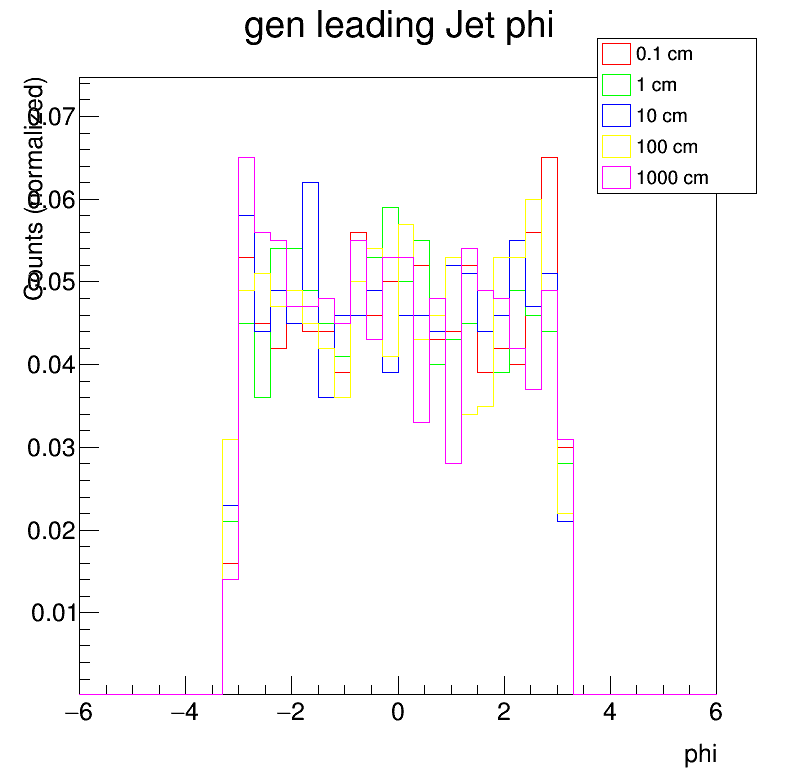 gen leading Jet phi
0.1 cm
1 cm
10 cm
100 cm
1000 cm
Counts (normalized)
0.07
0.06
0.05
0.04
0.03
0.02
0.01
−6 −4 −2 0 2 4 6
phi